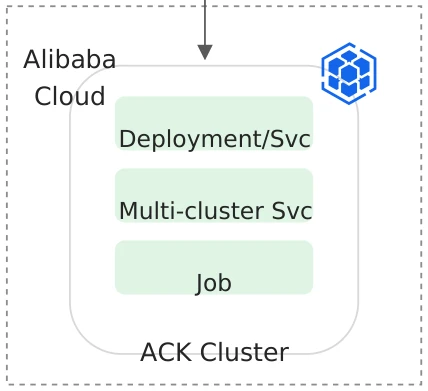 Alibaba
Cloud
Deployment/Svc
Multi-cluster Svc
Job
ACK Cluster